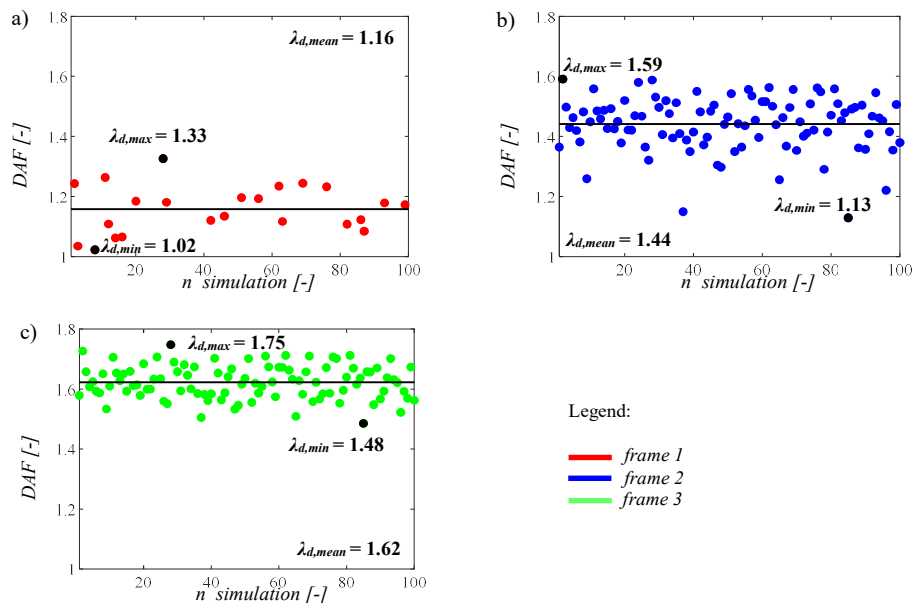 a)
λd,mean = 1.16
λd,max = 1.33
λd,min = 1.02
DAF [-]
1.8
1.6
1.4
1.2
1
20
40
60
80
100
n simulation [-]
b)
λd,max = 1.59
λd,min = 1.13
λd,mean = 1.44
DAF [-]
1.8
1.6
1.4
1.2
1
20
40
60
80
100
n simulation [-]
c)
λd,max = 1.75
λd,min = 1.48
λd,mean = 1.62
DAF [-]
1.8
1.6
1.4
1.2
1
20
40
60
80
100
n simulation [-]
Legend:
frame 1
frame 2
frame 3